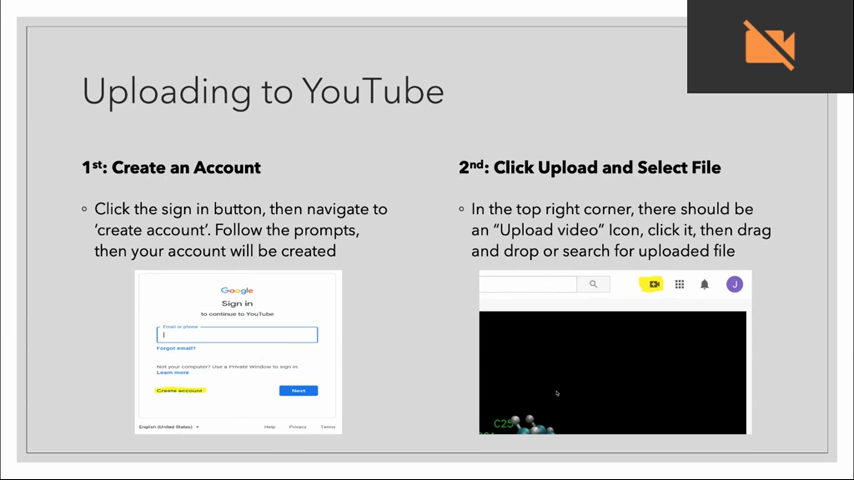 Uploading to YouTube
1st: Create an Account
Click the sign in button, then navigate to
‘create account’. Follow the prompts,
then your account will be created
Google
Sign in
to continue to YouTube
Email or phone
Forgot email?
Not your computer? Use a Private Window to sign in.
Learn more
Create account
Next
English (United States)
Help
Privacy
Terms
2nd: Click Upload and Select File
In the top right corner, there should be
an “Upload video” Icon, click it, then drag
and drop or search for uploaded file
J
C25